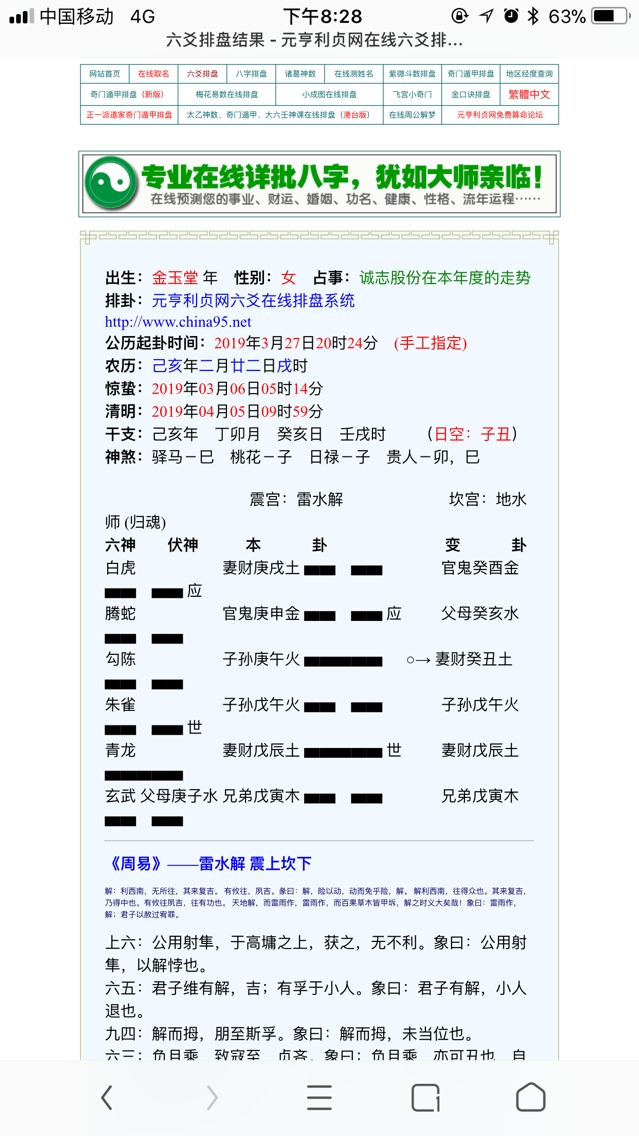 中国移动 4G 下午8:28 63%
六爻排盘结果 - 元亨利贞网在线六爻排...
网站首页 在线取名 六爻排盘 八字排盘 诸葛神数 在线测姓名 紫微斗数排盘 奇门遁甲排盘 地区经度查询
奇门遁甲排盘（新版） 梅花易数在线排盘 小成图在线排盘 飞宫小奇门 金口诀排盘 繁體中文
正一派道家奇门遁甲排盘 太乙神数、奇门遁甲、大六壬神课在线排盘（港台版） 在线周公解梦 元亨利贞网免费算命论坛
专业在线详批八字，犹如大师亲临！
在线预测您的事业、财运、婚姻、功名、健康、性格、流年运程……
出生：金玉堂 年 性别：女 占事：诚志股份在本年度的走势
排卦：元亨利贞网六爻在线排盘系统
http://www.china95.net
公历起卦时间：2019年3月27日20时24分 (手工指定)
农历：己亥年二月廿二日戌时
惊蛰：2019年03月06日05时14分
清明：2019年04月05日09时59分
干支：己亥年 丁卯月 癸亥日 壬戌时 （日空：子丑）
神煞：驿马－巳 桃花－子 日禄－子 贵人－卯，巳
震宫：雷水解 坎宫：地水
师 (归魂)
六神 伏神 本 卦 变 卦
白虎 妻财庚戌土 官鬼癸酉金
应
腾蛇 官鬼庚申金 应 父母癸亥水
勾陈 子孙庚午火 ○→ 妻财癸丑土
朱雀 子孙戊午火 子孙戊午火
世
青龙 妻财戊辰土 世 妻财戊辰土
玄武 父母庚子水 兄弟戊寅木 兄弟戊寅木
《周易》——雷水解 震上坎下
解：利西南，无所往，其来复吉。 有攸往，夙吉。彖曰：解，险以动，动而免乎险，解。 解利西南，往得众也。其来复吉，
乃得中也。有攸往夙吉，往有功也。 天地解，而雷雨作，雷雨作，而百果草木皆甲坼，解之时义大矣哉！象曰：雷雨作，
解；君子以赦过宥罪。
上六：公用射隼，于高墉之上，获之，无不利。象曰：公用射
隼，以解悖也。
六五：君子维有解，吉；有孚于小人。象曰：君子有解，小人
退也。
九四：解而拇，朋至斯孚。象曰：解而拇，未当位也。
六三：负且乘，致寇至，贞吝。象曰：负且乘，亦可丑也，自
1